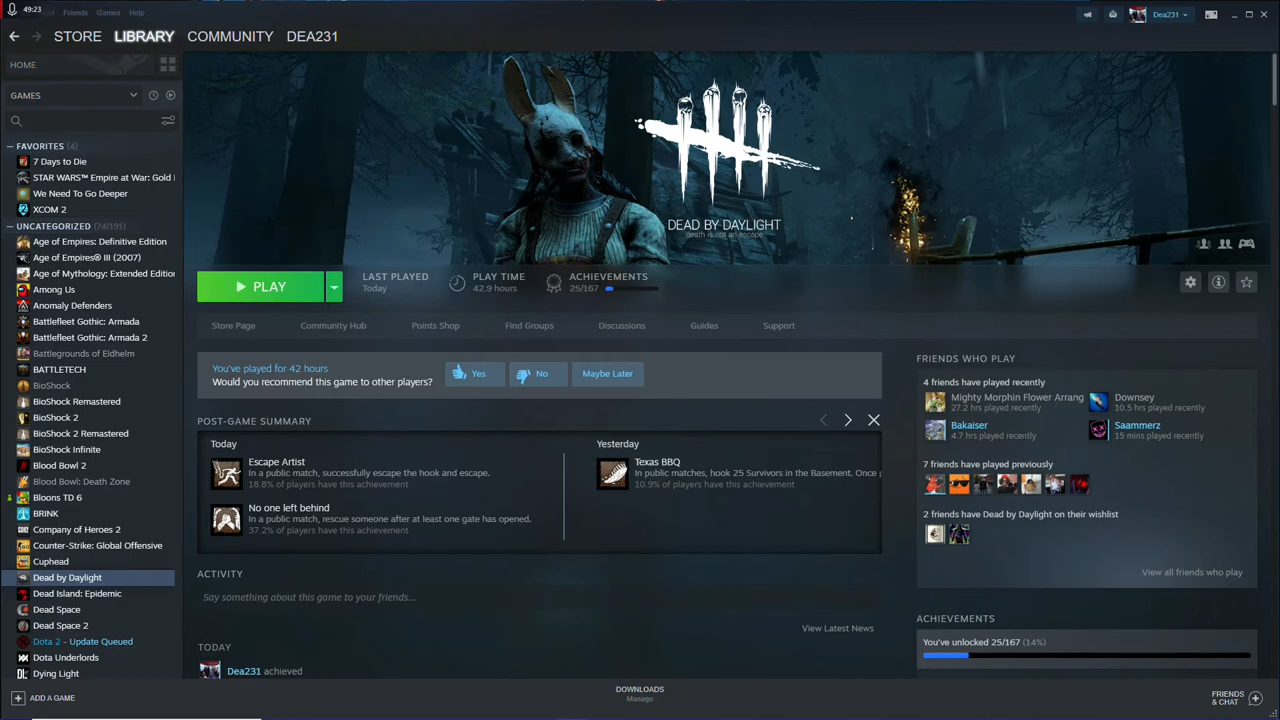 49:23
Friends Games Help
Dea231
STORE LIBRARY COMMUNITY DEA231
HOME
GAMES
FAVORITES (4)
7 Days to Die
STAR WARS™ Empire at War: Gold
We Need To Go Deeper
XCOM 2
UNCATEGORIZED (74/191)
Age of Empires: Definitive Edition
Age of Empires® III (2007)
Age of Mythology: Extended Edition
Among Us
Anomaly Defenders
Battlefleet Gothic: Armada
Battlefleet Gothic: Armada 2
Battlegrounds of Eldhelm
BATTLETECH
BioShock
BioShock Remastered
BioShock 2
BioShock 2 Remastered
BioShock Infinite
Blood Bowl 2
Blood Bowl: Death Zone
Bloons TD 6
BRINK
Company of Heroes 2
Counter-Strike: Global Offensive
Cuphead
Dead by Daylight
Dead Island: Epidemic
Dead Space
Dead Space 2
Dota 2 - Update Queued
Dota Underlords
Dying Light
ADD A GAME
DEAD BY DAYLIGHT
death is not an escape
PLAY
LAST PLAYED
Today
PLAY TIME
42.9 hours
ACHIEVEMENTS
25/167
Store Page Community Hub Points Shop Find Groups Discussions Guides Support
You've played for 42 hours
Would you recommend this game to other players?
Yes No Maybe Later
POST-GAME SUMMARY
Today
Escape Artist
In a public match, successfully escape the hook and escape.
18.8% of players have this achievement
No one left behind
In a public match, rescue someone after at least one gate has opened.
37.2% of players have this achievement
Yesterday
Texas BBQ
In public matches, hook 25 Survivors in the Basement. Once p
10.9% of players have this achievement
ACTIVITY
Say something about this game to your friends...
View Latest News
TODAY
Dea231 achieved
FRIENDS WHO PLAY
4 friends have played recently
Mighty Morphin Flower Arrang
27.2 hrs played recently
Downsey
10.5 hrs played recently
Bakaiser
4.7 hrs played recently
Saammerz
15 mins played recently
7 friends have played previously
2 friends have Dead by Daylight on their wishlist
View all friends who play
ACHIEVEMENTS
You've unlocked 25/167 (14%)
DOWNLOADS
Manage
FRIENDS
& CHAT